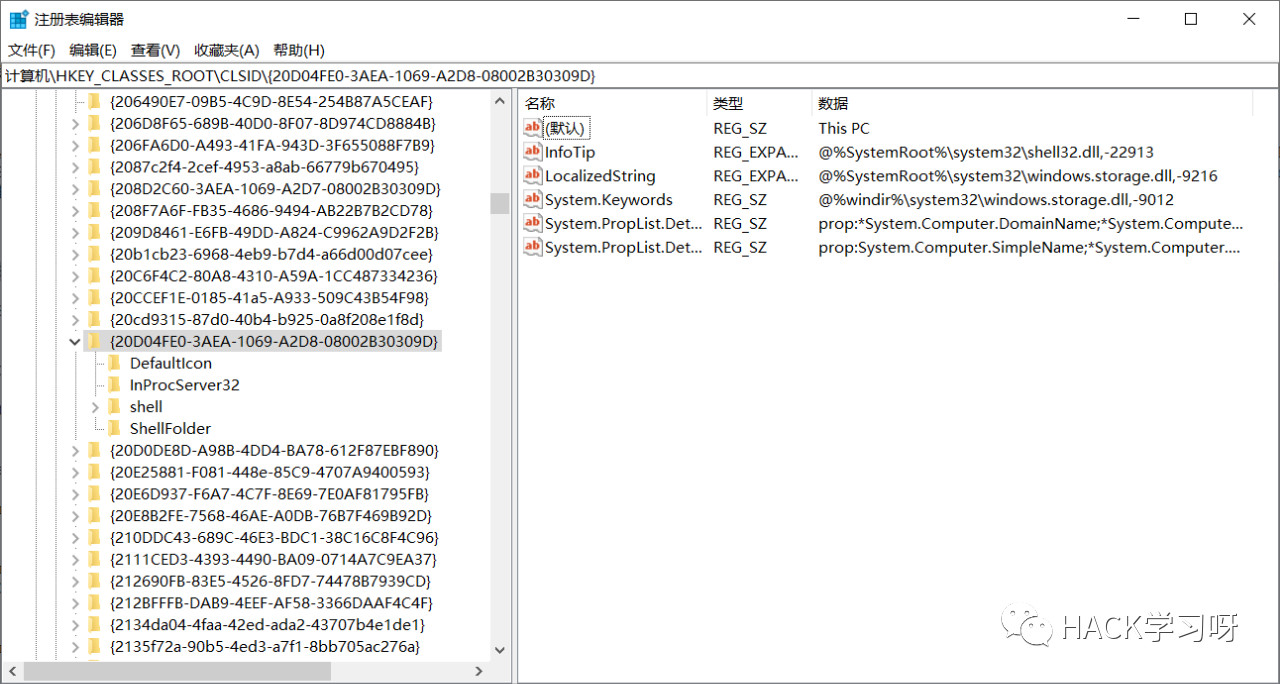 注册表编辑器
文件(F) 编辑(E) 查看(V) 收藏夹(A) 帮助(H)
计算机\HKEY_CLASSES_ROOT\CLSID\{20D04FE0-3AEA-1069-A2D8-08002B30309D}
{206490E7-09B5-4C9D-8E54-254B87A5CEAF}
{206D8F65-689B-40D0-8F07-8D974CD8884B}
{206FA6D0-A493-41FA-943D-3F655088F7B9}
{2087c2f4-2cef-4953-a8ab-66779b670495}
{208D2C60-3AEA-1069-A2D7-08002B30309D}
{208F7A6F-FB35-4686-9494-AB22B7B2CD78}
{209D8461-E6FB-49DD-A824-C9962A9D2F2B}
{20b1cb23-6968-4eb9-b7d4-a66d00d07cee}
{20C6F4C2-80A8-4310-A59A-1CC487334236}
{20CCEF1E-0185-41a5-A933-509C43B54F98}
{20cd9315-87d0-40b4-b925-0a8f208e1f8d}
{20D04FE0-3AEA-1069-A2D8-08002B30309D}
DefaultIcon
InProcServer32
shell
ShellFolder
{20D0DE8D-A98B-4DD4-BA78-612F87EBF890}
{20E25881-F081-448e-85C9-4707A9400593}
{20E6D937-F6A7-4C7F-8E69-7E0AF81795FB}
{20E8B2FE-7568-46AE-A0DB-76B7F469B92D}
{210DDC43-689C-46E3-BDC1-38C16C8F4C96}
{2111CED3-4393-4490-BA09-0714A7C9EA37}
{212690FB-83E5-4526-8FD7-74478B7939CD}
{212BFFFB-DAB9-4EEF-AF58-3366DAAF4C4F}
{2134da04-4faa-42ed-ada2-43707b4e1de1}
{2135f72a-90b5-4ed3-a7f1-8bb705ac276a}
名称 类型 数据
(默认) REG_SZ This PC
InfoTip REG_EXPA... @%SystemRoot%\system32\shell32.dll,-22913
LocalizedString REG_EXPA... @%SystemRoot%\system32\windows.storage.dll,-9216
System.Keywords REG_SZ @%windir%\system32\windows.storage.dll,-9012
System.PropList.Det... REG_SZ prop:*System.Computer.DomainName;*System.Compute...
System.PropList.Det... REG_SZ prop:System.Computer.SimpleName;*System.Computer....
HACK学习呀